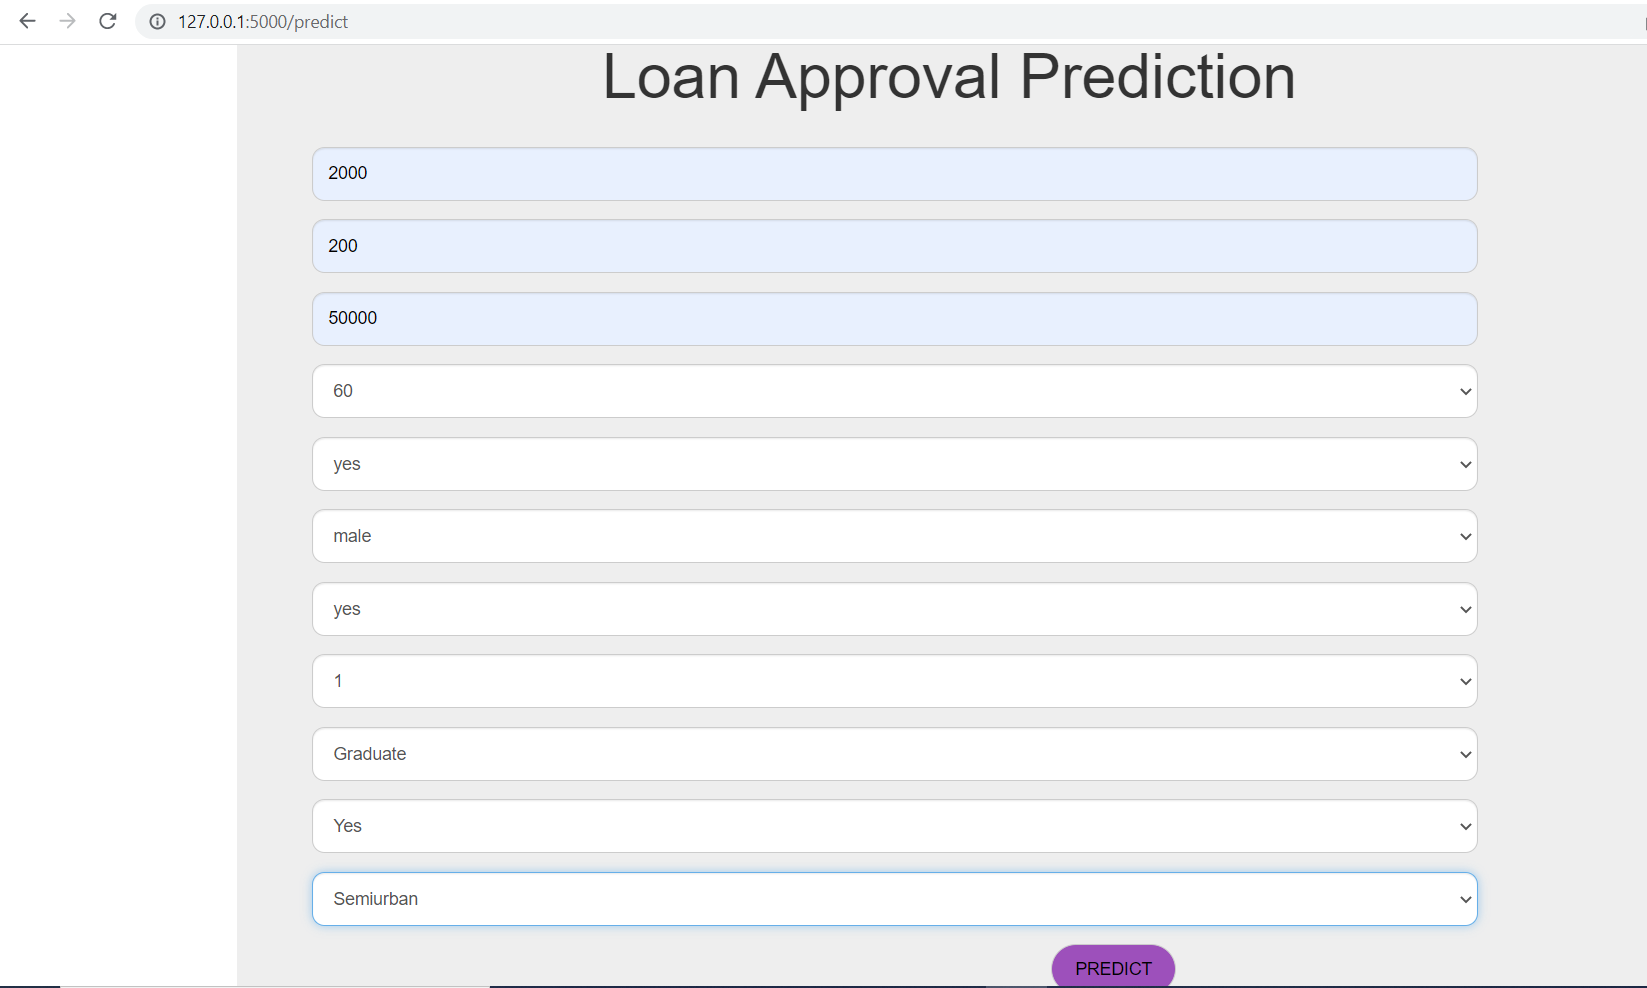 127.0.0.1:5000/predict
Loan Approval Prediction
2000
200
50000
60
yes
male
yes
1
Graduate
Yes
Semiurban
PREDICT